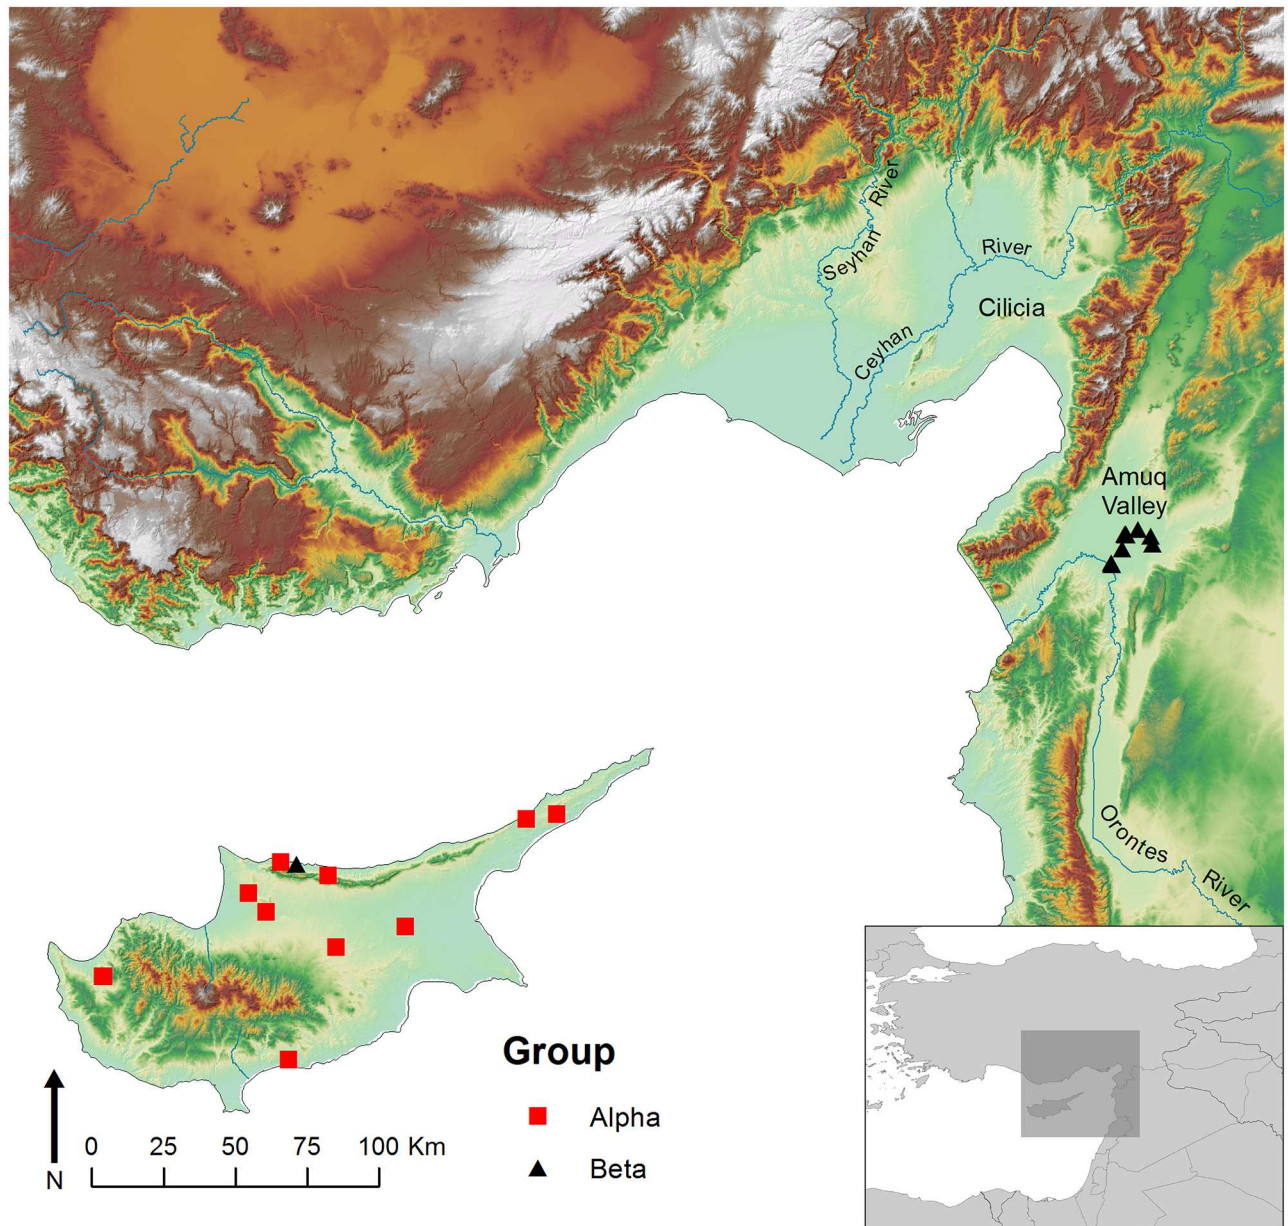 Seyhan River
River
Cilicia
Ceyhan
Amuq
Valley
Orontes
River
Group
Alpha
Beta
0 25 50 75 100 Km
N